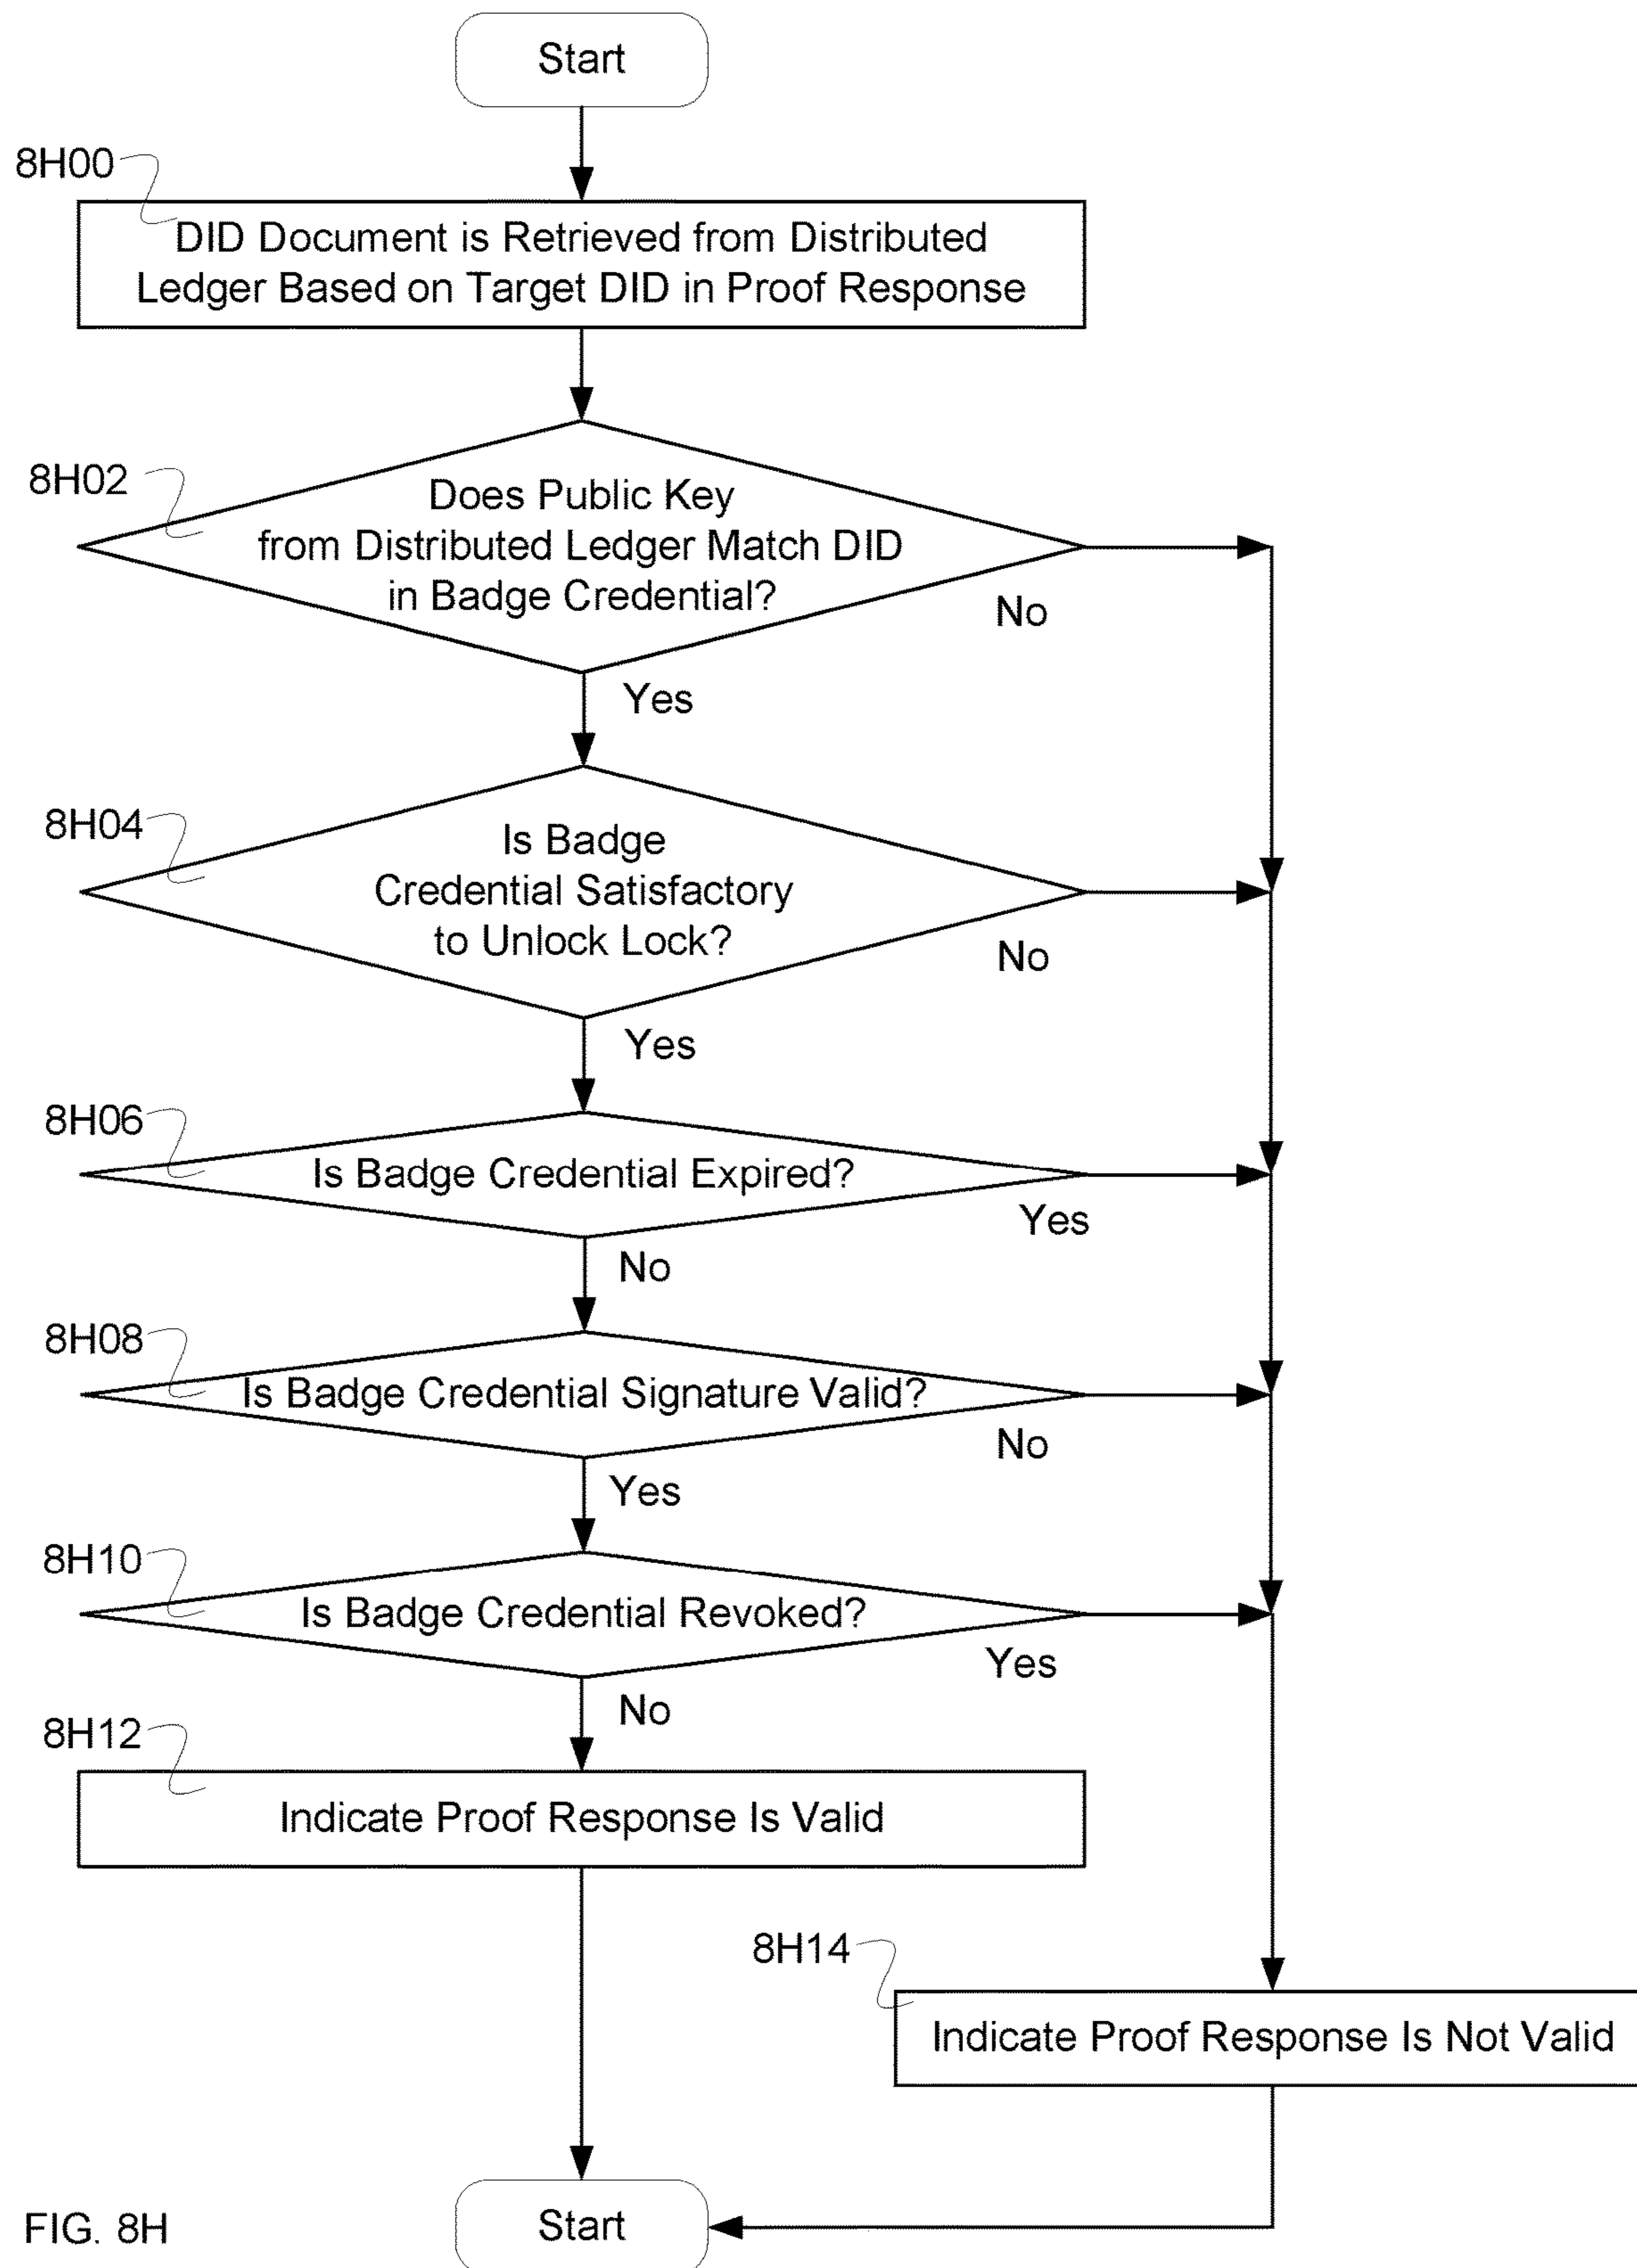 Start
8H00
DID Document is Retrieved from Distributed
Ledger Based on Target DID in Proof Response
8H02
Does Public Key
from Distributed Ledger Match DID
in Badge Credential?
No
Yes
8H04
Is Badge
Credential Satisfactory
to Unlock Lock?
No
Yes
8H06
Is Badge Credential Expired?
Yes
No
8H08
Is Badge Credential Signature Valid?
No
Yes
8H10
Is Badge Credential Revoked?
Yes
No
8H12
Indicate Proof Response Is Valid
8H14
Indicate Proof Response Is Not Valid
Start
FIG. 8H